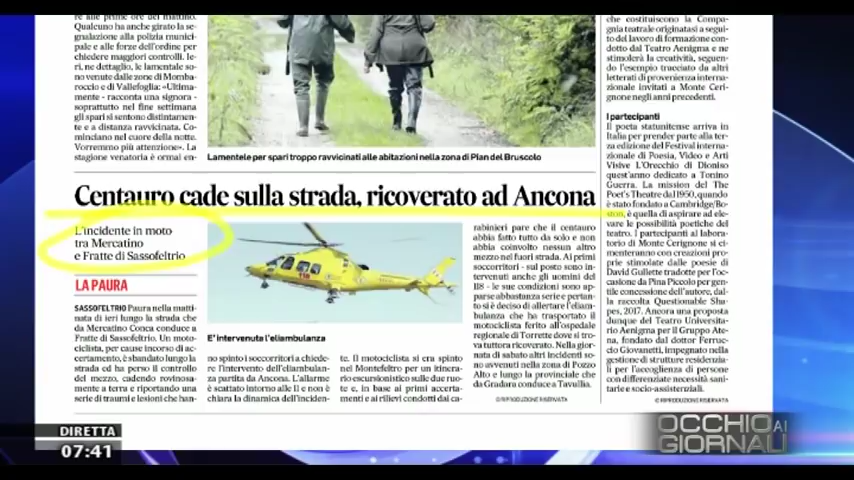 re alle prime ore del mattino.
Qualcuno ha anche girato la se-
gnalazione alla polizia munici-
pale e alle forze dell'ordine per
chiedere maggiori controlli. Ie-
ri, ne dettaglio, le lamentele so-
no venute dalle zone di Momba-
roccio e di Vallefoglia: «Ultima-
mente - racconta una signora-
soprattutto nel fine settimana
gli spari si sentono distintamen-
te e a distanza ravvicinata. Co-
minciano nel cuore della notte.
Vorremmo più attenzione». La
stagione venatoria è ormai en-
Lamentele per spari troppo ravvicinati alle abitazioni nella zona di Pian del Bruscolo
Centauro cade sulla strada, ricoverato ad Ancona
L'incidente in moto
tra Mercatino
e Fratte di Sassofeltrio
LA PAURA
SASSOFELTRIO Paura nella matti-
nata di ieri lungo la strada che
da Mercatino Conca conduce a
Fratte di Sassofeltrio. Un moto-
ciclista, per cause incorso di ac-
certamento, è sbandato lungo la
strada ed ha perso il controllo
del mezzo, cadendo rovinosa-
mente a terra e riportando una
serie di traumi e lesioni che han-
118
E' intervenuta l'eliambulanza
no spinto i soccorritori a chiede-
re l'intervento dell'eliambulan-
za partita da Ancona. L'allarme
è scattato intorno alle 11 e non è
chiara la dinamica dell'inciden-
te. Il motociclista si era spinto
nel Montefeltro per un itinera-
rio escursionistico sulle due ruo-
te e, in base ai primi accerta-
menti e ai rilievi condotti dai ca-
rabinieri pare che il centauro
abbia fatto tutto da solo e non
abbia coinvolto nessun altro
mezzo nel fuori strada. Ai primi
soccorritori - sul posto sono in-
tervenuti anche gli uomini del
118 - le sue condizioni sono ap-
parse abbastanza serie e pertan-
to si è deciso di allertare l'eliam-
bulanza che ha trasportato il
motociclista ferito all'ospedale
regionale di Torrette dov'e si tro-
va tuttora ricoverato. Nella gior-
nata di sabato altri incidenti so-
no avvenuti nella zona di Pozzo
Alto e lungo la provinciale che
da Gradara conduce a Tavullia.
© RIPRODUZIONE RISERVATA
che costituiscono la Compa-
gnia teatrale originatasi a segui-
to del lavoro di formazione con-
dotto dal Teatro Aenigma e ne
stimolerà la creatività, seguen-
do l'esempio tracciato da altri
letterati di provenienza interna-
zionale invitati a Monte Ceri-
gnone negli anni precedenti.
I partecipanti
Il poeta statunitense arriva in
Italia per prender parte alla ter-
za edizione del Festival interna-
zionale di Poesia, Video e Arti
Visive L'Orecchio di Dioniso
quest'anno dedicato a Tonino
Guerra. La mission del The
Poet's Theatre dal 1950, quando
è stato fondato a Cambridge/Bo-
ston, è quella di aspirare ad ele-
vare le possibilità poetiche del
teatro. I partecipanti al laborato-
rio di Monte Cerignone si ci-
menteranno con creazioni pro-
prie stimolate dalle poesie di
David Gullette tradotte per l'oc-
casione da Pina Piccolo per gen-
tile concessione dell'autore, dal-
la raccolta Questionable Sha-
pes, 2017. Ancora una proposta
dunque del Teatro Universita-
rio Aenigma per il Gruppo Ate-
na, fondato dal dottor Ferruc-
cio Giovanetti, impegnato nella
gestione di strutture residenzia-
li per l'accoglienza di persone
con differenziate necessità sani-
tarie e socio-assistenziali.
© RIPRODUZIONE RISERVATA
DIRETTA
07:41
OCCHIO AI
GIORNALI